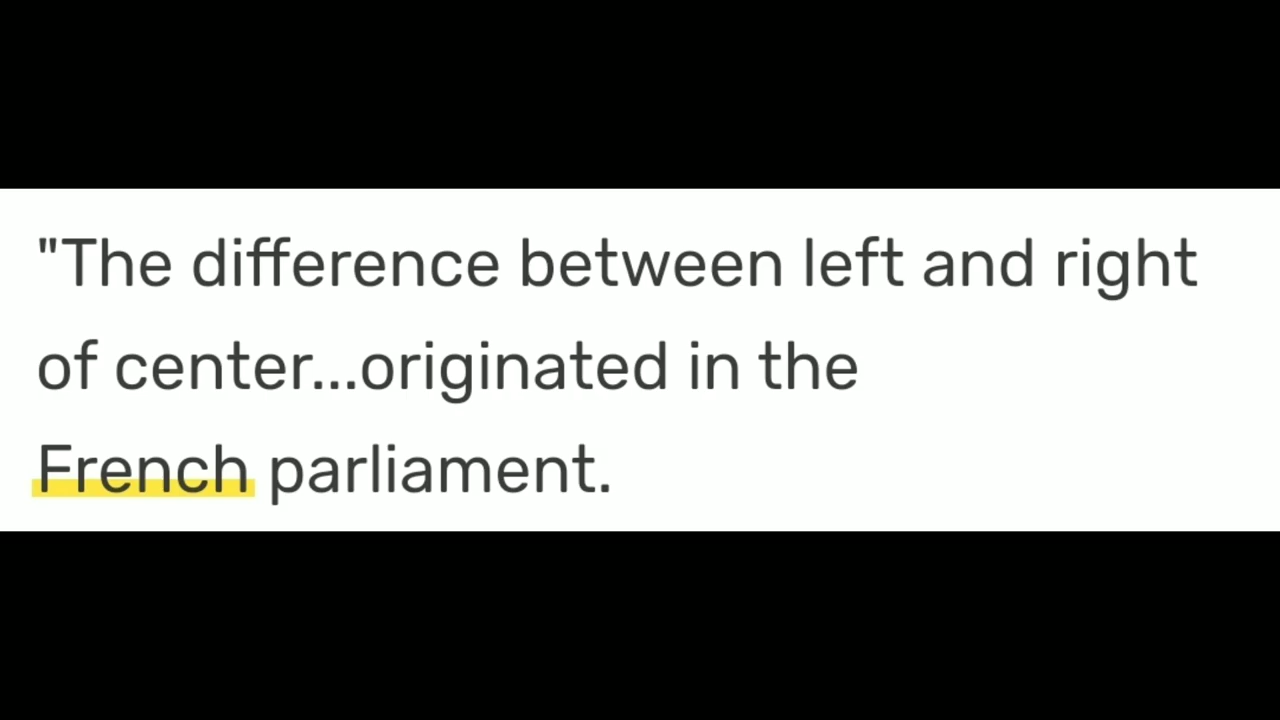 "The difference between left and right
of center...originated in the
French parliament.